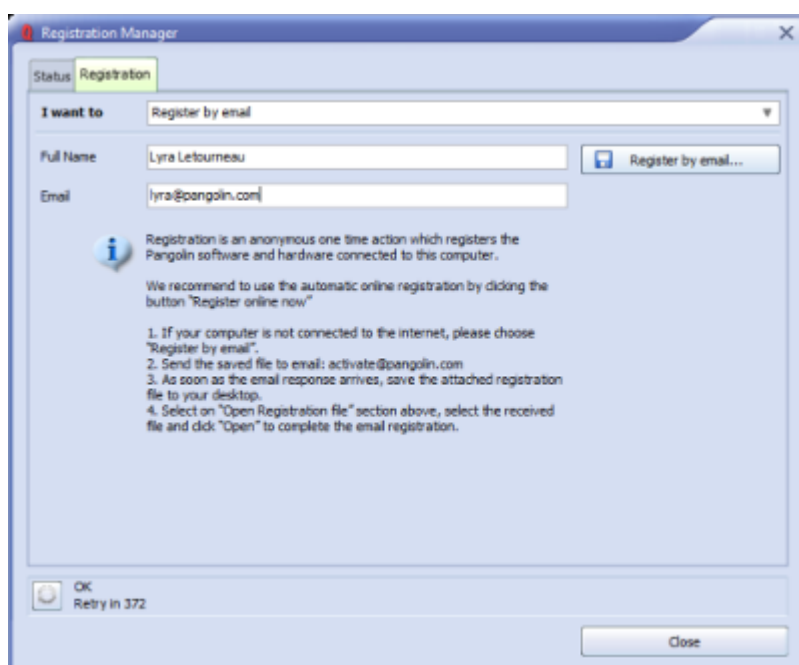 Registration Manager
Status Registration
I want to Register by email
Full Name Lyra Letourneau Register by email...
Email lyra@pangolin.com
Registration is an anonymous one time action which registers the
Pangolin software and hardware connected to this computer.
We recommend to use the automatic online registration by clicking the
button "Register online now"
1. If your computer is not connected to the internet, please choose
"Register by email".
2. Send the saved file to email: activate@pangolin.com
3. As soon as the email response arrives, save the attached registration
file to your desktop.
4. Select on "Open Registration file" section above, select the received
file and click "Open" to complete the email registration.
OK
Retry in 372
Close